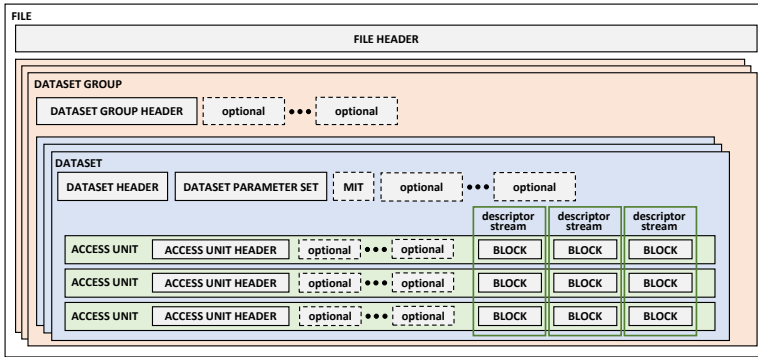 FILE
FILE HEADER
DATASET GROUP
DATASET GROUP HEADER optional ••• optional
DATASET
DATASET HEADER DATASET PARAMETER SET MIT optional ••• optional
descriptor descriptor descriptor
stream stream stream
ACCESS UNIT ACCESS UNIT HEADER optional ••• optional BLOCK BLOCK BLOCK
ACCESS UNIT ACCESS UNIT HEADER optional ••• optional BLOCK BLOCK BLOCK
ACCESS UNIT ACCESS UNIT HEADER optional ••• optional BLOCK BLOCK BLOCK